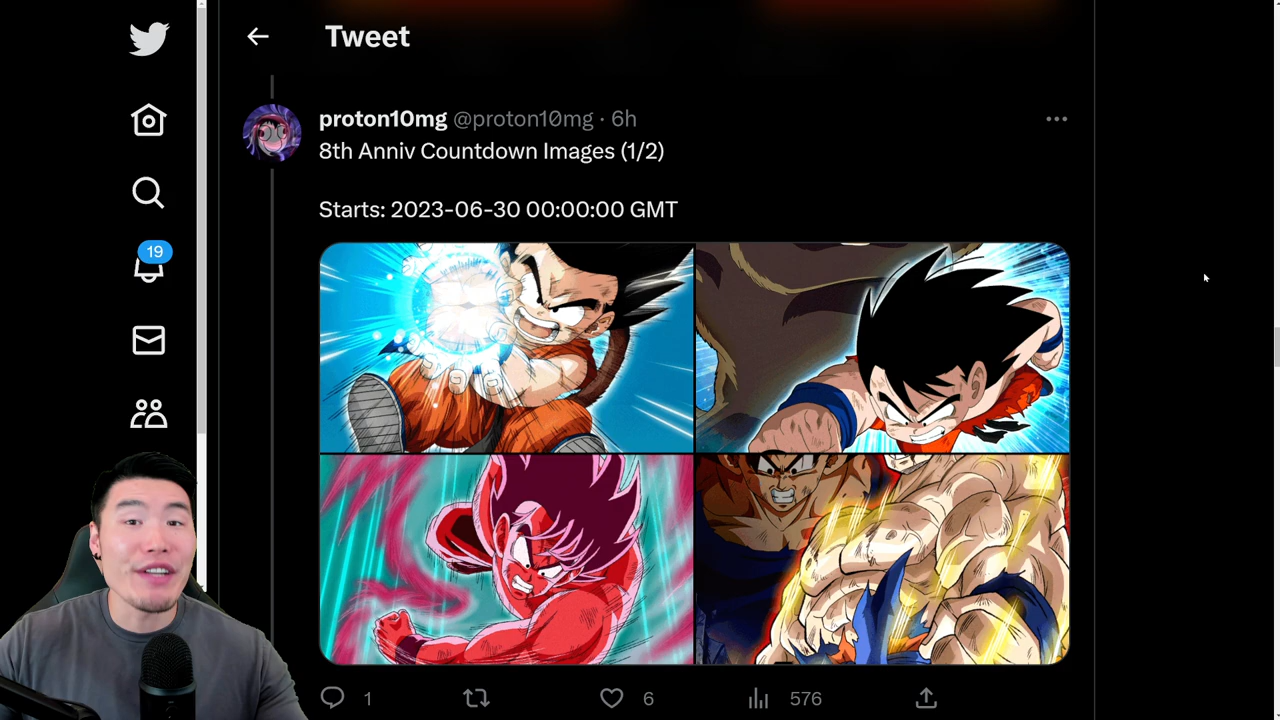 Tweet
proton10mg @proton10mg · 6h
8th Anniv Countdown Images (1/2)
Starts: 2023-06-30 00:00:00 GMT
19
1
6
576